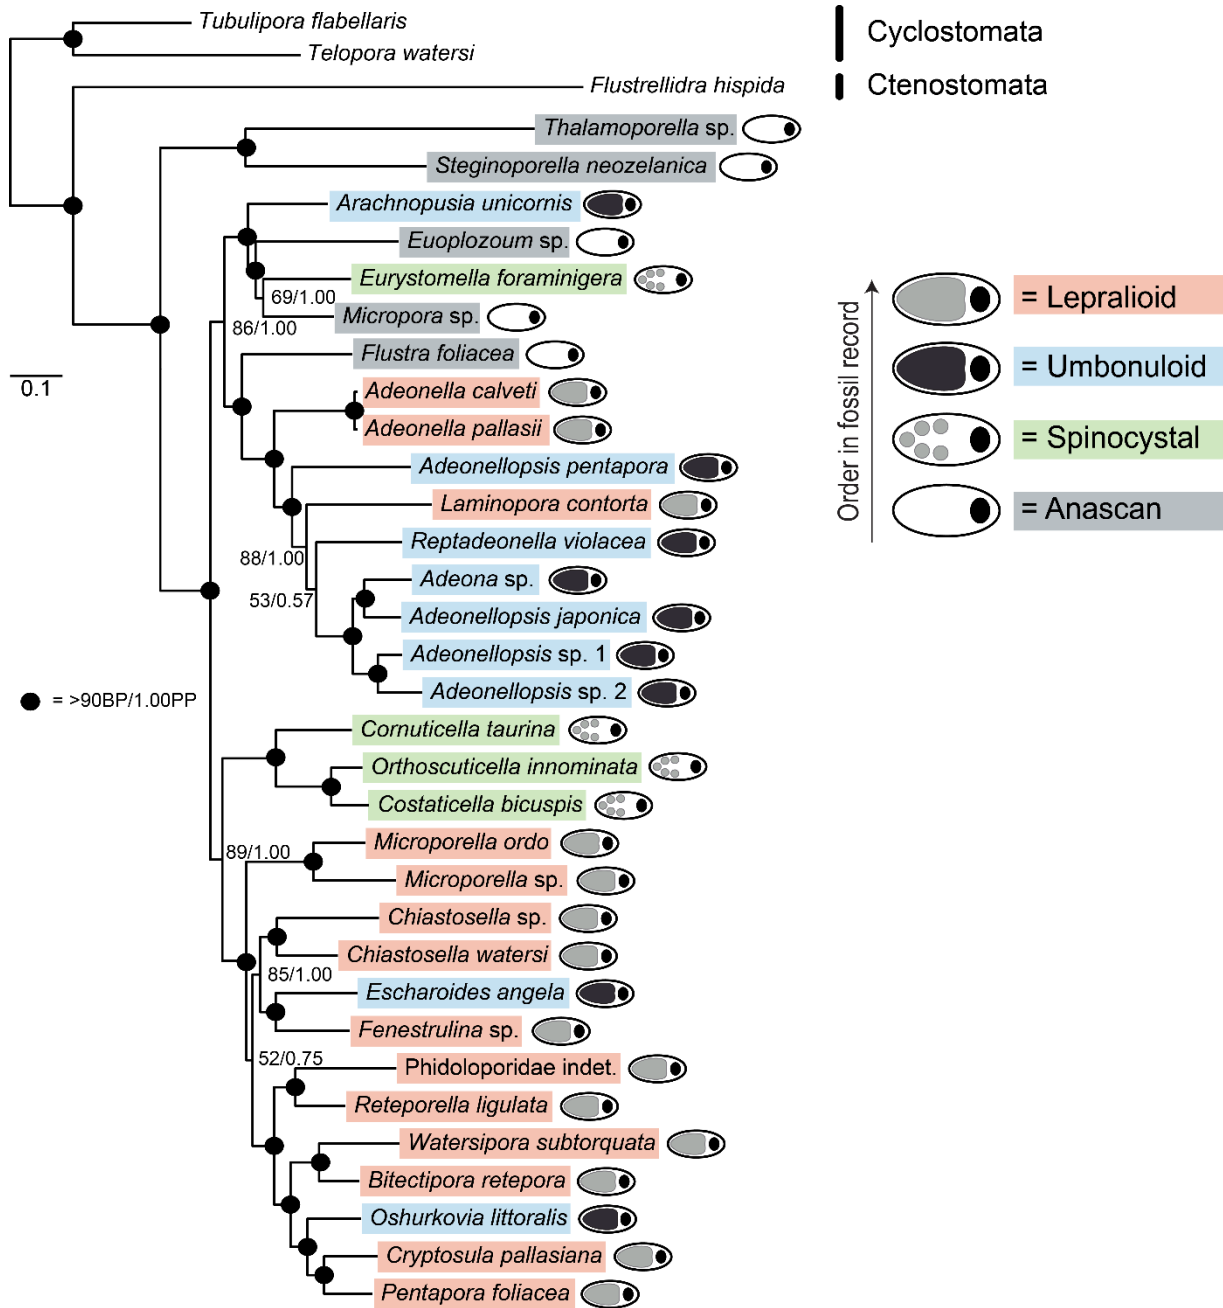 Tubulipora flabellaris
Telopora watersi
Flustrellidra hispida
Cyclostomata
Ctenostomata
Thalamoporella sp.
Steginoporella neozelanica
Arachnopusia unicornis
Euoplozoum sp.
Eurystomella foraminigera
69/1.00
Micropora sp.
86/1.00
Flustra foliacea
0.1
Adeonella calveti
Adeonella pallasii
Adeonellopsis pentapora
Laminopora contorta
Reptadeonella violacea
88/1.00
Adeona sp.
53/0.57
Adeonellopsis japonica
Adeonellopsis sp. 1
Adeonellopsis sp. 2
= >90BP/1.00PP
Cornuticella taurina
Orthoscuticella innominata
Costaticella bicuspis
Microporella ordo
89/1.00
Microporella sp.
Chiastosella sp.
Chiastosella watersi
85/1.00
Escharoides angela
Fenestrulina sp.
52/0.75
Phidoloporidae indet.
Reteporella ligulata
Watersipora subtorquata
Bitectipora retepora
Oshurkovia littoralis
Cryptosula pallasiana
Pentapora foliacea
Order in fossil record
= Lepralioid
= Umbonuloid
= Spinocystal
= Anascan